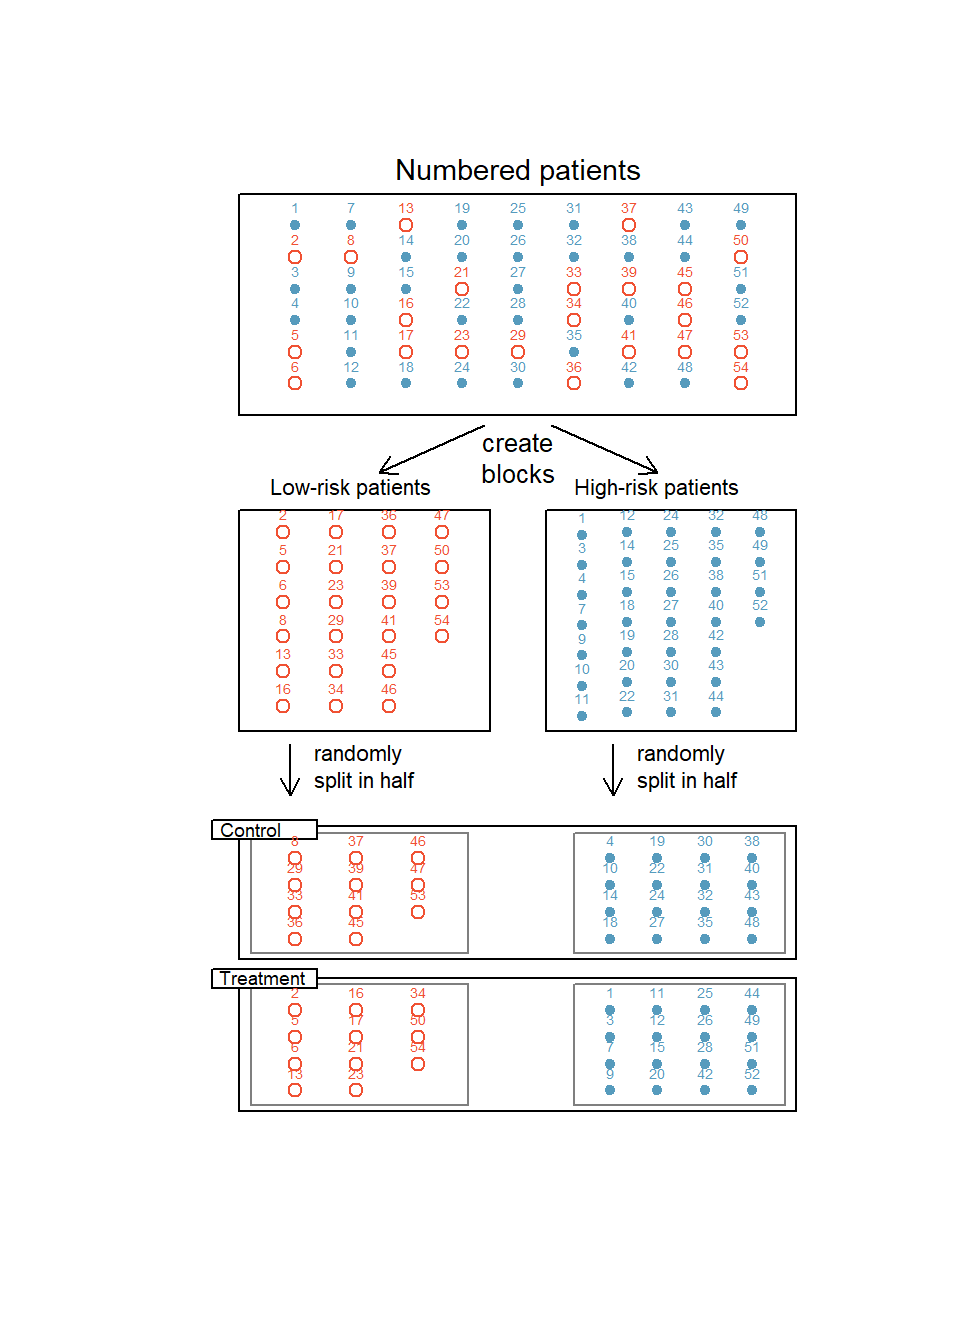 Numbered patients
1 7 13 19 25 31 37 43 49
2 8 14 20 26 32 38 44 50
3 9 15 21 27 33 39 45 51
4 10 16 22 28 34 40 46 52
5 11 17 23 29 35 41 47 53
6 12 18 24 30 36 42 48 54
create
blocks
Low-risk patients
2 17 36 47
5 21 37 50
6 23 39 53
8 29 41 54
13 33 45
16 34 46
High-risk patients
1 12 24 32 48
3 14 25 35 49
4 15 26 38 51
7 18 27 40 52
9 19 28 42
10 20 30 43
11 22 31 44
randomly
split in half
randomly
split in half
Control
8 37 46
29 39 47
33 41 53
36 45
4 19 30 38
10 22 31 40
14 24 32 43
18 27 35 48
Treatment
2 16 34
5 17 50
6 21 54
13 23
1 11 25 44
3 12 26 49
7 15 28 51
9 20 42 52